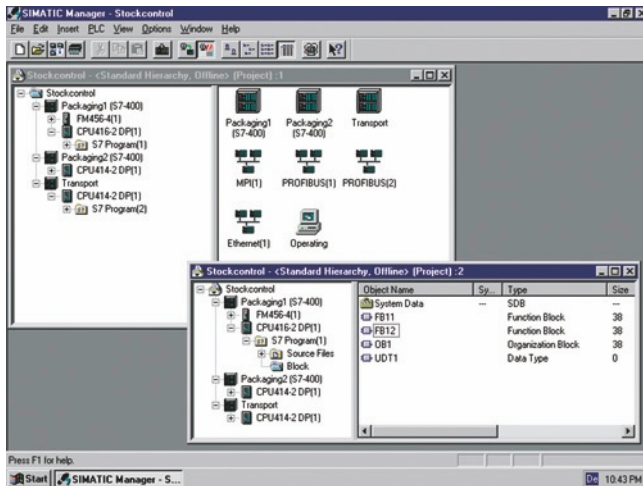 SIMATIC Manager - Stockcontrol
File Edit Insert PLC View Options Window Help
Stockcontrol - <Standard Hierarchy, Offline> (Project) :1
Stockcontrol
Packaging1 (S7-400)
FM456-4(1)
CPU416-2 DP(1)
S7 Program(1)
Packaging2 (S7-400)
CPU414-2 DP(1)
Transport
CPU414-2 DP(1)
S7 Program(2)
Packaging1 (S7-400)
Packaging2 (S7-400)
Transport
MPI(1)
PROFIBUS(1)
PROFIBUS(2)
Ethernet(1)
Operating
Stockcontrol - <Standard Hierarchy, Offline> (Project) :2
Stockcontrol
Packaging1 (S7-400)
FM456-4(1)
CPU416-2 DP(1)
S7 Program(1)
Source Files
Block
Packaging2 (S7-400)
CPU414-2 DP(1)
Transport
CPU414-2 DP(1)
Object Name Sy... Type Size
System Data --- SDB ---
FB11 Function Block 38
FB12 Function Block 38
OB1 Organization Block 38
UDT1 Data Type 0
Press F1 for help.
Start SIMATIC Manager - S... De 10:43 PM